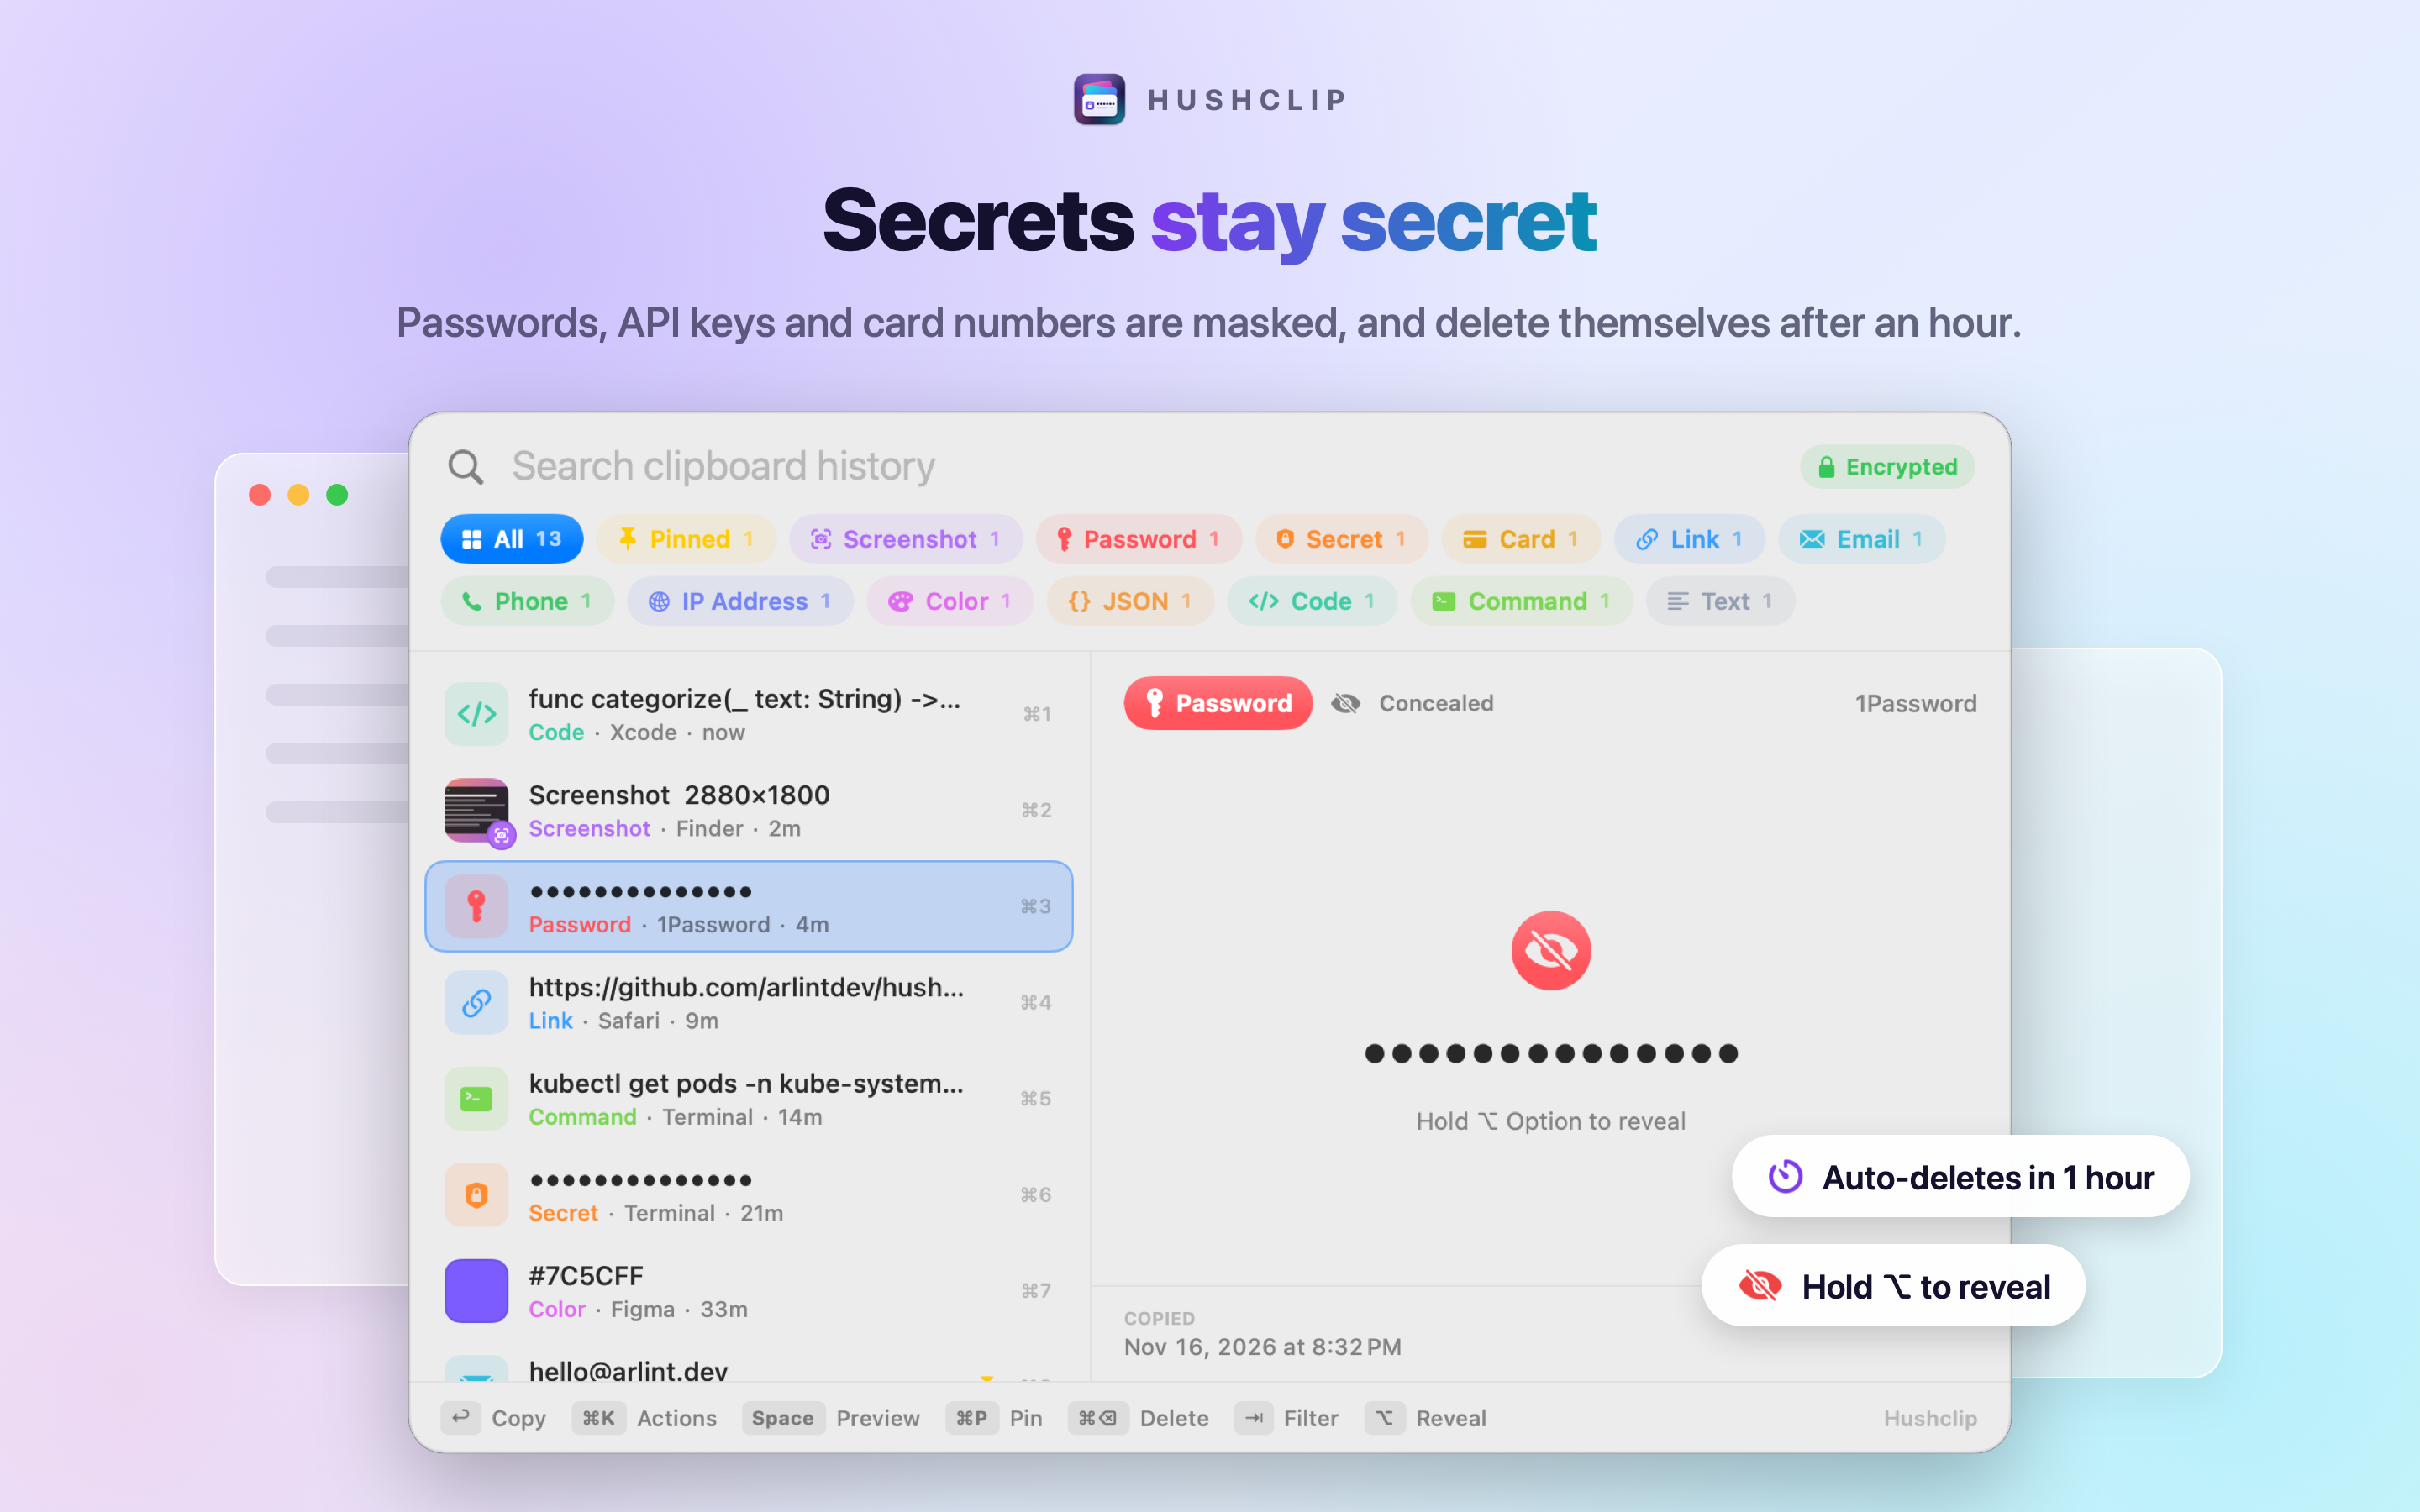 HUSHCLIP
Secrets stay secret
Passwords, API keys and card numbers are masked, and delete themselves after an hour.
Search clipboard history
Encrypted
All 13
Pinned 1
Screenshot 1
Password 1
Secret 1
Card 1
Link 1
Email 1
Phone 1
IP Address 1
Color 1
{} JSON 1
</> Code 1
Command 1
Text 1
</>
func categorize(_ text: String) ->...
Code · Xcode · now
⌘1
Screenshot 2880×1800
Screenshot · Finder · 2m
⌘2
••••••••••••••
Password · 1Password · 4m
⌘3
https://github.com/arlintdev/hush...
Link · Safari · 9m
⌘4
kubectl get pods -n kube-system...
Command · Terminal · 14m
⌘5
••••••••••••••
Secret · Terminal · 21m
⌘6
#7C5CFF
Color · Figma · 33m
⌘7
hello@arlint.dev
Password
Concealed
1Password
••••••••••••••
Hold ⌥ Option to reveal
Auto-deletes in 1 hour
Hold ⌥ to reveal
COPIED
Nov 16, 2026 at 8:32 PM
↩ Copy
⌘K Actions
Space Preview
⌘P Pin
⌘⌫ Delete
⇥ Filter
⌥ Reveal
Hushclip